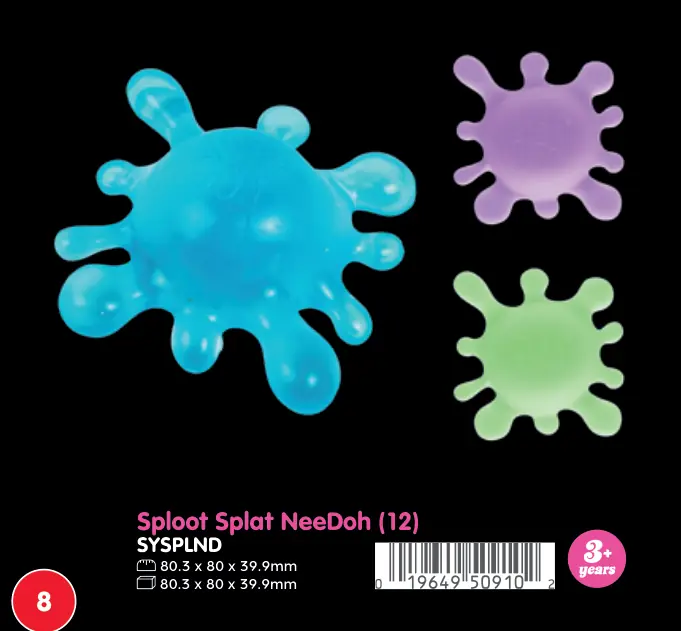 Sploot Splat NeeDoh (12)
SYSPLND
80.3 x 80 x 39.9mm
80.3 x 80 x 39.9mm
0 19649 50910 2
3+
years
8